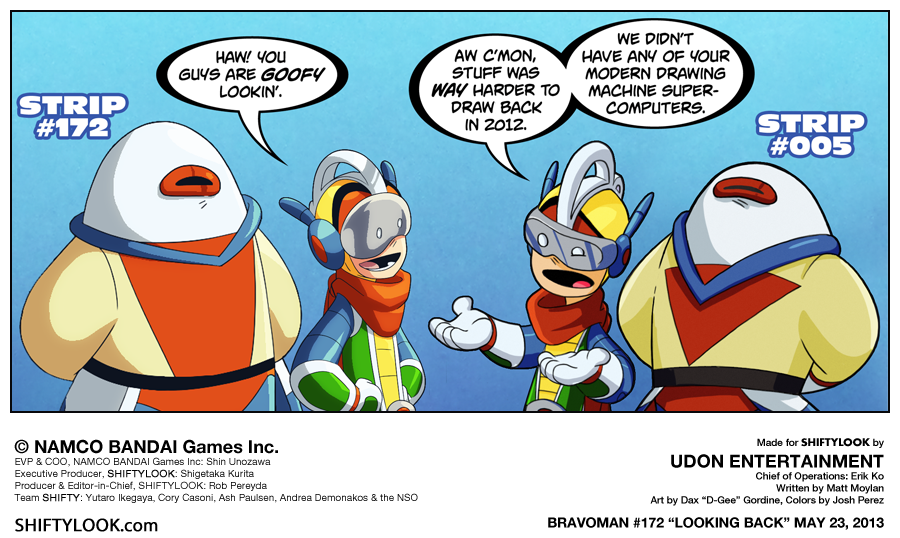 HAW! YOU
GUYS ARE GOOFY
LOOKIN'.
AW C'MON,
STUFF WAS
WAY HARDER TO
DRAW BACK
IN 2012.
WE DIDN'T
HAVE ANY OF YOUR
MODERN DRAWING
MACHINE SUPER-
COMPUTERS.
STRIP
#172
STRIP
#005
© NAMCO BANDAI Games Inc.
EVP & COO, NAMCO BANDAI Games Inc: Shin Unozawa
Executive Producer, SHIFTYLOOK: Shigetaka Kurita
Producer & Editor-in-Chief, SHIFTYLOOK: Rob Pereyda
Team SHIFTY: Yutaro Ikegaya, Cory Casoni, Ash Paulsen, Andrea Demonakos & the NSO
SHIFTYLOOK.com
Made for SHIFTYLOOK by
UDON ENTERTAINMENT
Chief of Operations: Erik Ko
Written by Matt Moylan
Art by Dax "D-Gee" Gordine, Colors by Josh Perez
BRAVOMAN #172 "LOOKING BACK" MAY 23, 2013